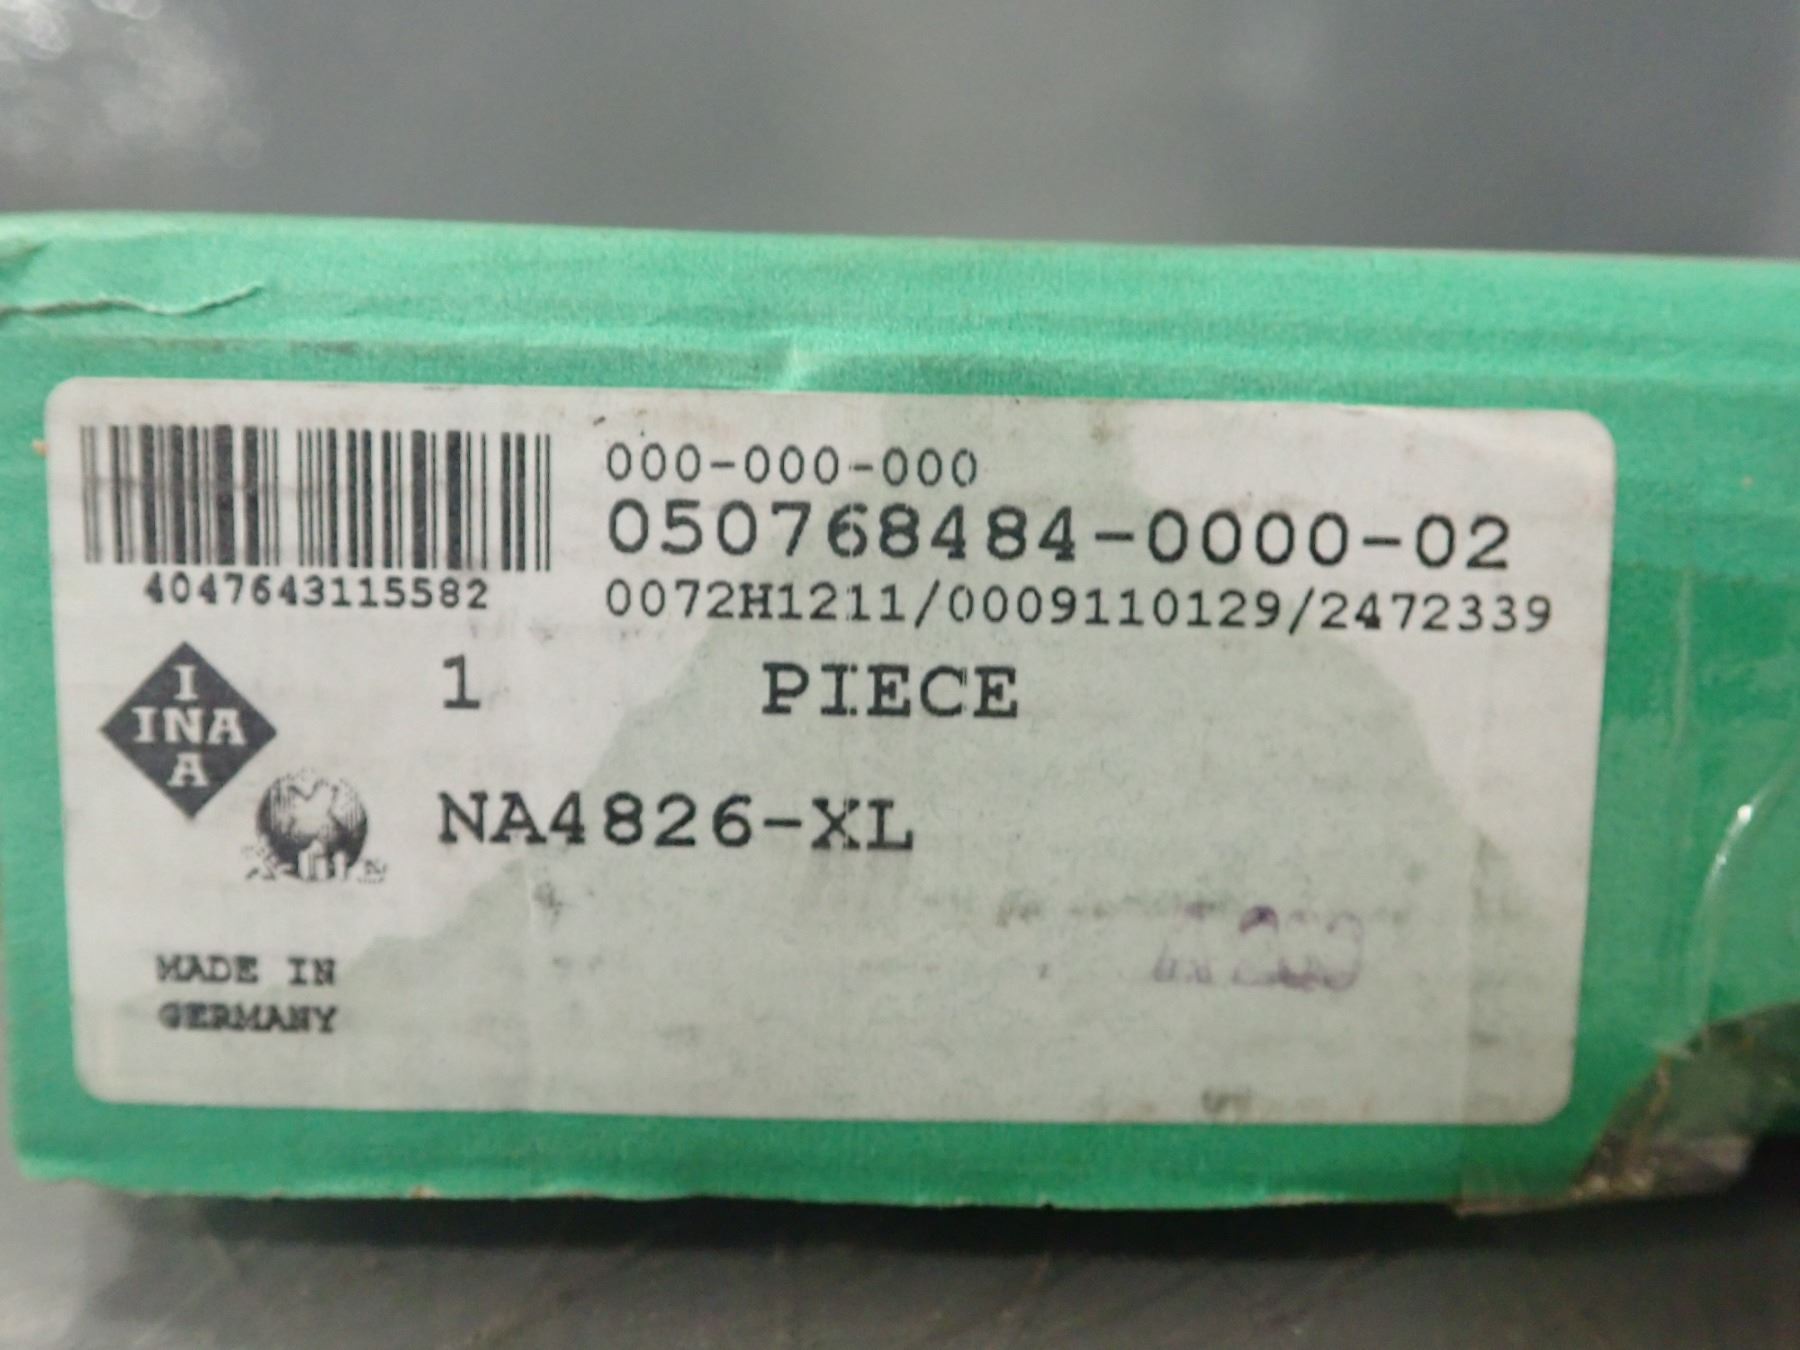 000-000-000
050768484-0000-02
4047643115582
0072H1211/0009110129/2472339
1 PIECE
I
INA
A
NA4826-XL
MADE IN
GERMANY